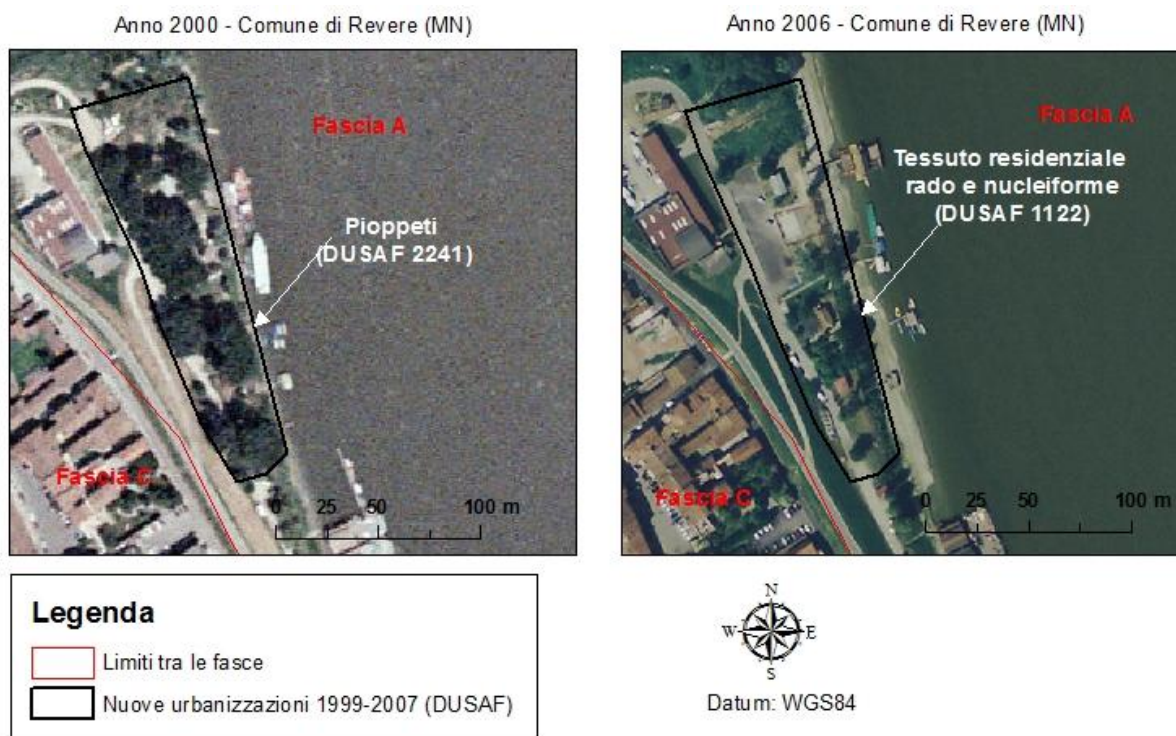 Anno 2000 - Comune di Revere (MN)
Anno 2006 - Comune di Revere (MN)
Fascia A
Pioppeti
(DUSAF 2241)
Fascia C
0 25 50 100 m
Fascia A
Tessuto residenziale
rado e nucleiforme
(DUSAF 1122)
Fascia C
0 25 50 100 m
Legenda
Limiti tra le fasce
Nuove urbanizzazioni 1999-2007 (DUSAF)
N
W E
S
Datum: WGS84